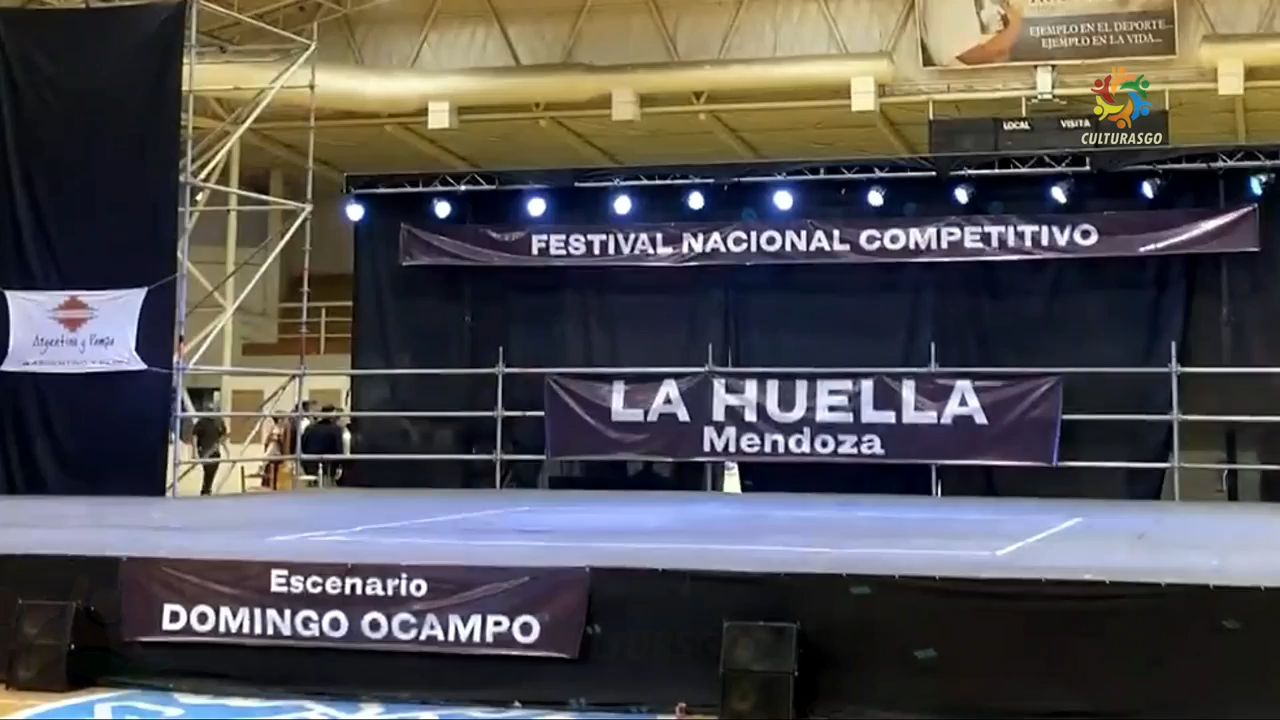 EJEMPLO EN EL DEPORTE...
EJEMPLO EN LA VIDA...
LOCAL VISITA
CULTURASGO
FESTIVAL NACIONAL COMPETITIVO
Argentino y Pampa
LA HUELLA
Mendoza
Escenario
DOMINGO OCAMPO